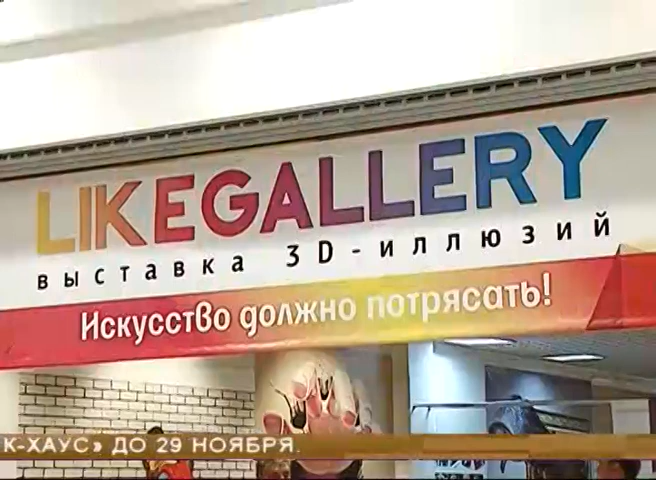 LIKEGALLERY
выставка 3D-иллюзий
Искусство должно потрясать!
К-ХАУС» ДО 29 НОЯБРЯ.